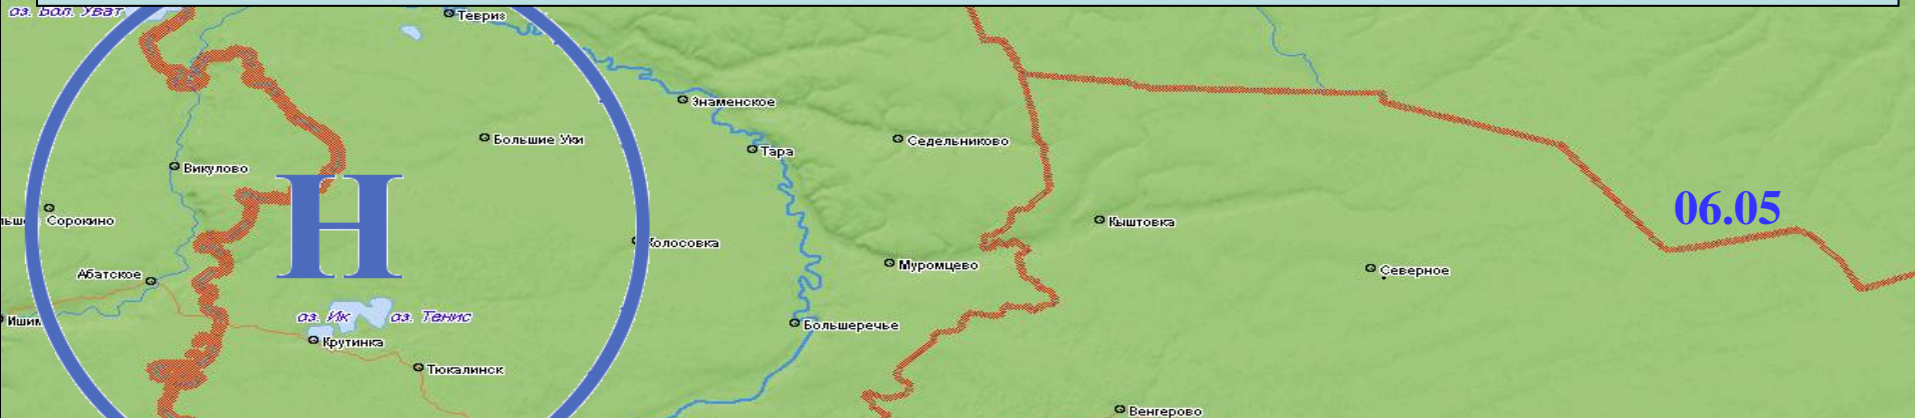 оз. Бол. Уват
Тевриз
Знаменское
Большие Уки
Седельниково
Тара
Викулово
Н
06.05
Сорокино
Кыштовка
Колосовка
Муромцево
Северное
Абатское
оз. Ик
оз. Тенис
Ишим
Большеречье
Крутинка
Тюкалинск
Венгерово